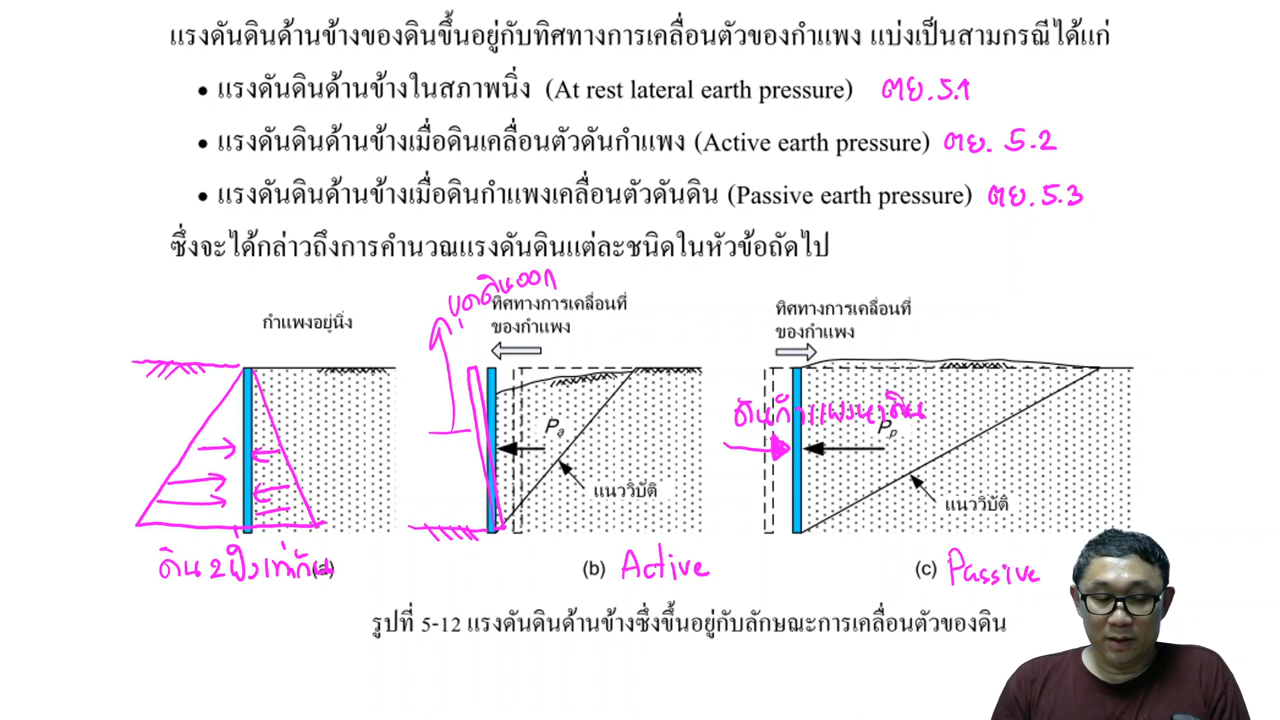 แรงดันดินด้านข้างของดินขึ้นอยู่กับทิศทางการเคลื่อนตัวของกำแพง แบ่งเป็นสามกรณีได้แก่
• แรงดันดินด้านข้างในสภาพนิ่ง (At rest lateral earth pressure) ตย.5.1
• แรงดันดินด้านข้างเมื่อดินเคลื่อนตัวดันกำแพง (Active earth pressure) ตย. 5.2
• แรงดันดินด้านข้างเมื่อดินกำแพงเคลื่อนตัวดันดิน (Passive earth pressure) ตย.5.3
ซึ่งจะได้กล่าวถึงการคำนวณแรงดันดินแต่ละชนิดในหัวข้อถัดไป
ขุดดินออก
กำแพงอยู่นิ่ง
ทิศทางการเคลื่อนที่
ของกำแพง
ทิศทางการเคลื่อนที่
ของกำแพง
ดันกำแพงหาดิน
Pa
Pp
แนววิบัติ
แนววิบัติ
ดิน 2 ฝั่งเท่ากัน
(a)
(b) Active
(c) Passive
รูปที่ 5-12 แรงดันดินด้านข้างซึ่งขึ้นอยู่กับลักษณะการเคลื่อนตัวของดิน